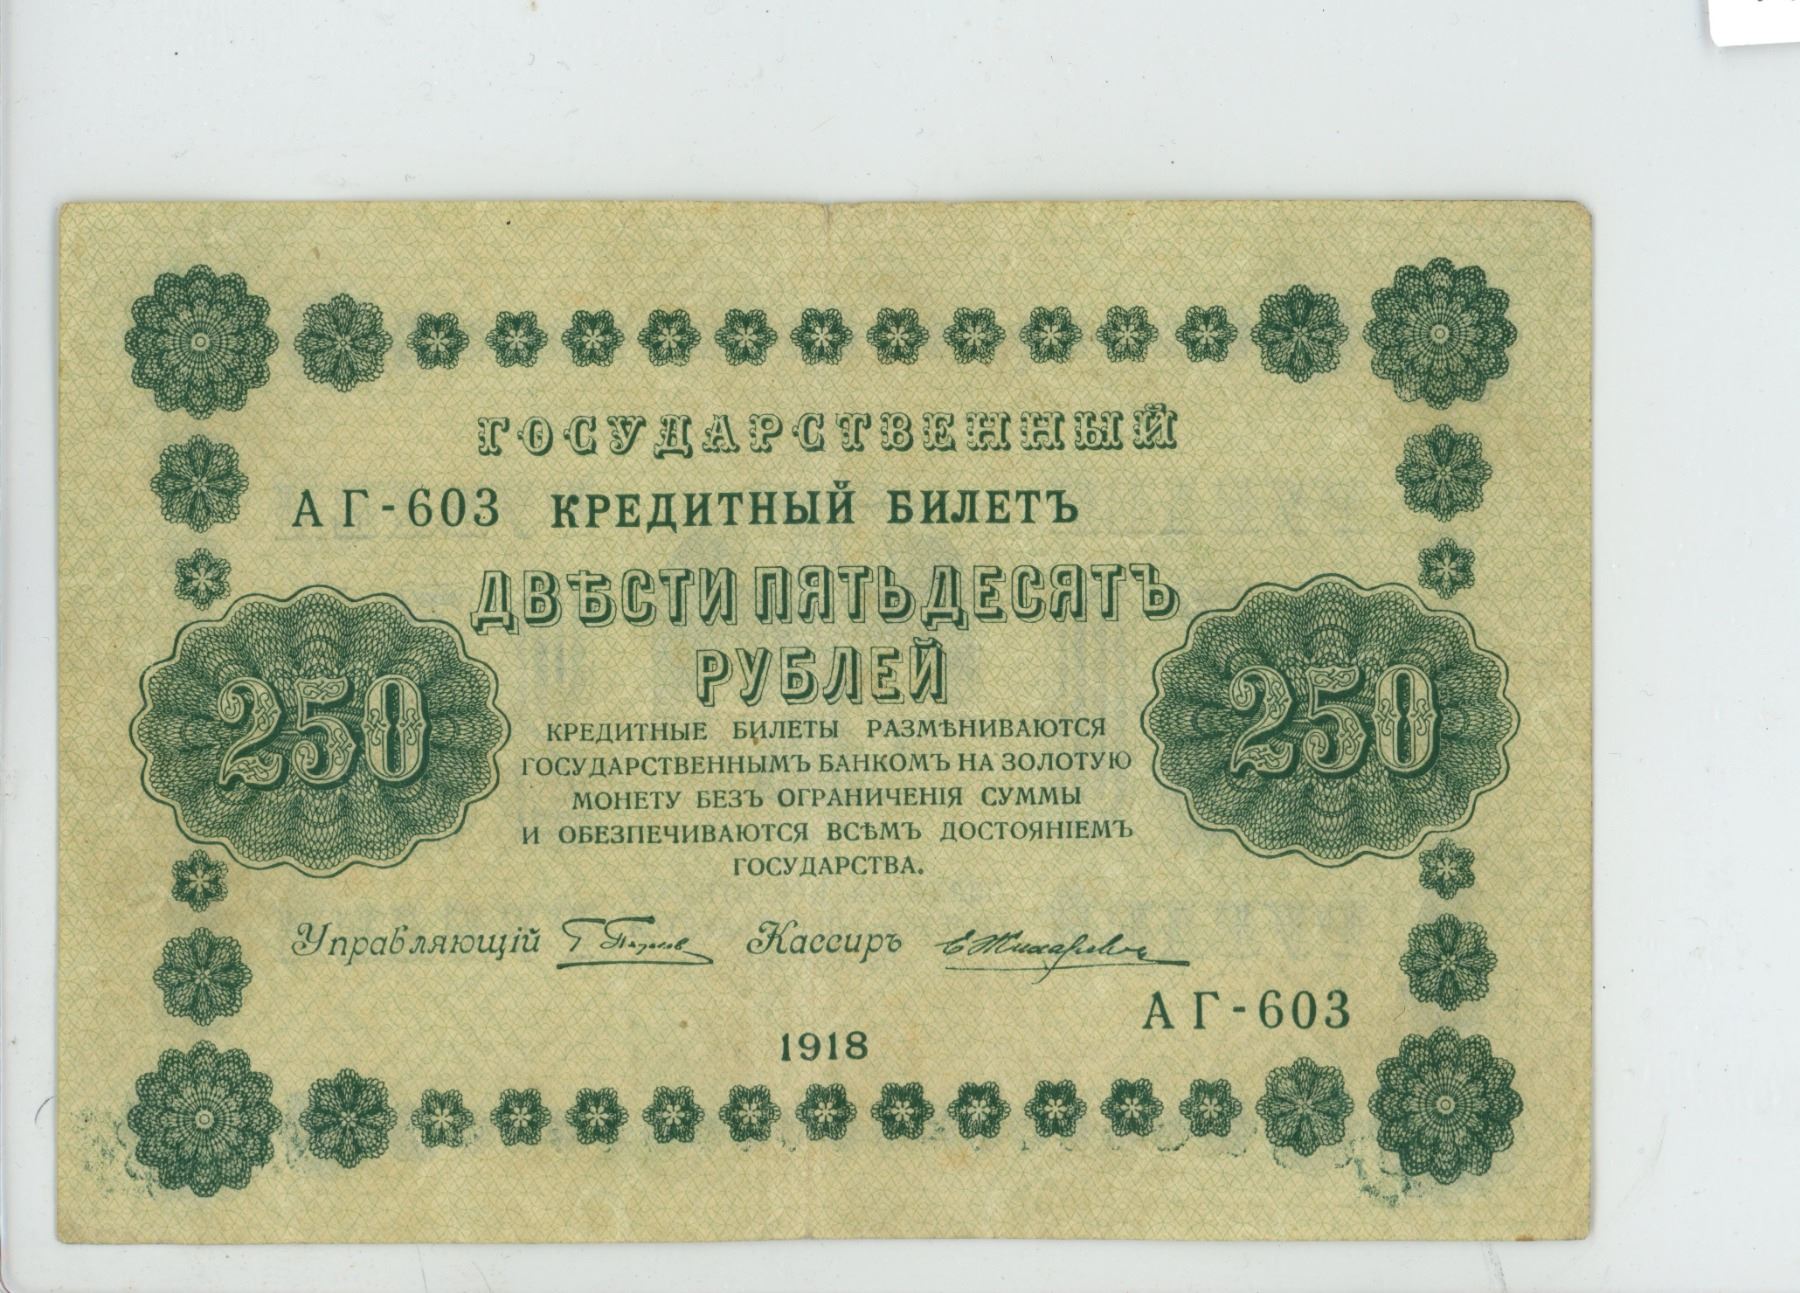 ГОСУДАРСТВЕННЫЙ
АГ-603 КРЕДИТНЫЙ БИЛЕТЪ
ДВѢСТИ ПЯТЬДЕСЯТЪ
РУБЛЕЙ
250
250
КРЕДИТНЫЕ БИЛЕТЫ РАЗМѢНИВАЮТСЯ
ГОСУДАРСТВЕННЫМЪ БАНКОМЪ НА ЗОЛОТУЮ
МОНЕТУ БЕЗЪ ОГРАНИЧЕНІЯ СУММЫ
И ОБЕЗПЕЧИВАЮТСЯ ВСѢМЪ ДОСТОЯНІЕМЪ
ГОСУДАРСТВА.
Управляющій Кассиръ Е Жихаревъ
АГ-603
1918